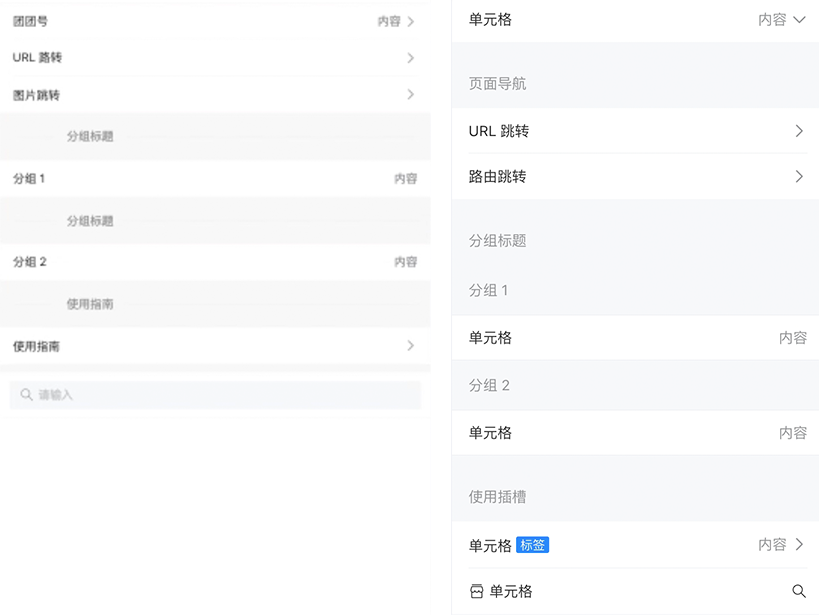 团团号 内容
URL 路转
图片跳转
分组标题
分组 1 内容
分组标题
分组 2 内容
使用指南
使用指南
请输入
单元格 内容
页面导航
URL 跳转
路由跳转
分组标题
分组 1
单元格 内容
分组 2
单元格 内容
使用插槽
单元格 标签 内容
单元格